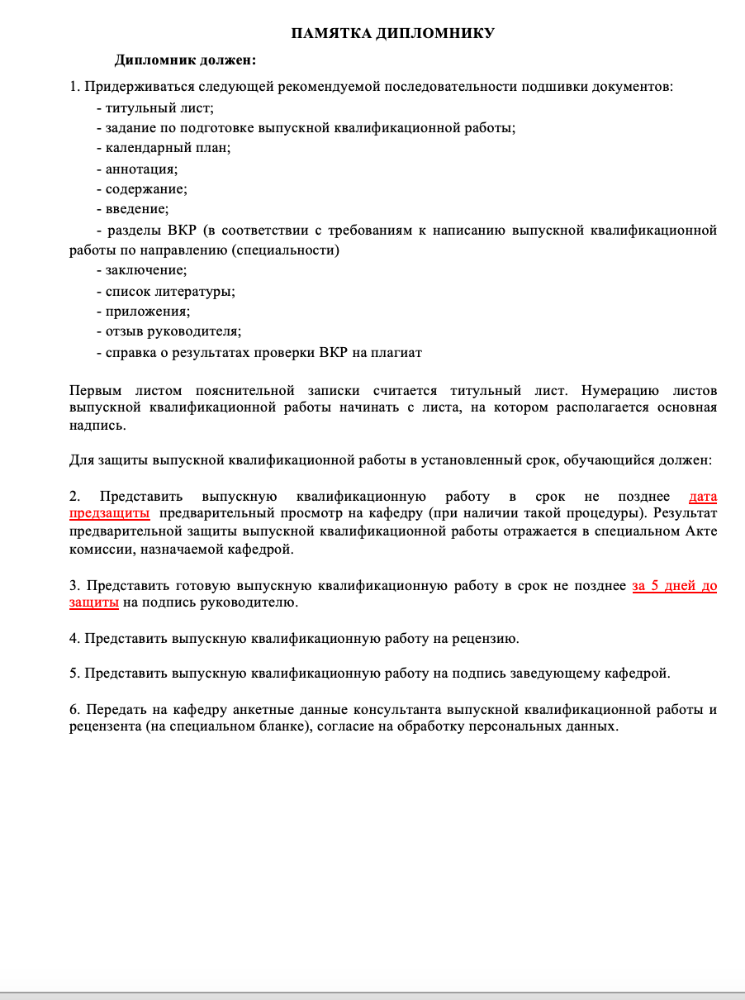 ПАМЯТКА ДИПЛОМНИКУ
Дипломник должен:
1. Придерживаться следующей рекомендуемой последовательности подшивки документов:
- титульный лист;
- задание по подготовке выпускной квалификационной работы;
- календарный план;
- аннотация;
- содержание;
- введение;
- разделы ВКР (в соответствии с требованиям к написанию выпускной квалификационной
работы по направлению (специальности)
- заключение;
- список литературы;
- приложения;
- отзыв руководителя;
- справка о результатах проверки ВКР на плагиат
Первым листом пояснительной записки считается титульный лист. Нумерацию листов
выпускной квалификационной работы начинать с листа, на котором располагается основная
надпись.
Для защиты выпускной квалификационной работы в установленный срок, обучающийся должен:
2. Представить выпускную квалификационную работу в срок не позднее дата
предзащиты предварительный просмотр на кафедру (при наличии такой процедуры). Результат
предварительной защиты выпускной квалификационной работы отражается в специальном Акте
комиссии, назначаемой кафедрой.
3. Представить готовую выпускную квалификационную работу в срок не позднее за 5 дней до
защиты на подпись руководителю.
4. Представить выпускную квалификационную работу на рецензию.
5. Представить выпускную квалификационную работу на подпись заведующему кафедрой.
6. Передать на кафедру анкетные данные консультанта выпускной квалификационной работы и
рецензента (на специальном бланке), согласие на обработку персональных данных.